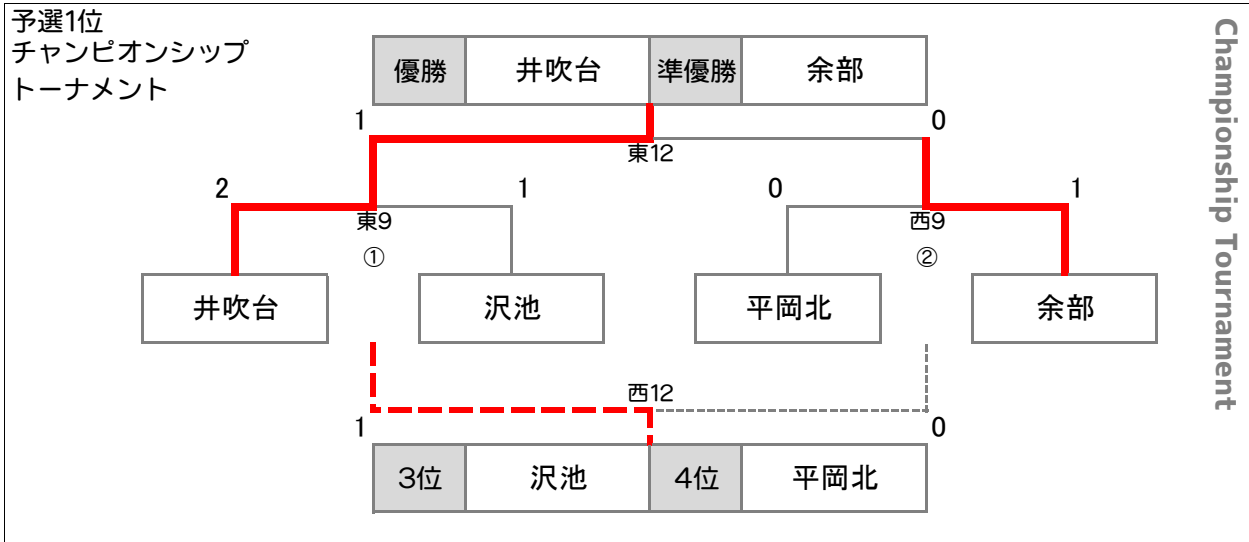 予選1位
チャンピオンシップ
トーナメント
優勝 井吹台 準優勝 余部
1 0
東12
2 1 0 1
東9 西9
① ②
井吹台 沢池 平岡北 余部
西12
1 0
3位 沢池 4位 平岡北
Championship Tournament